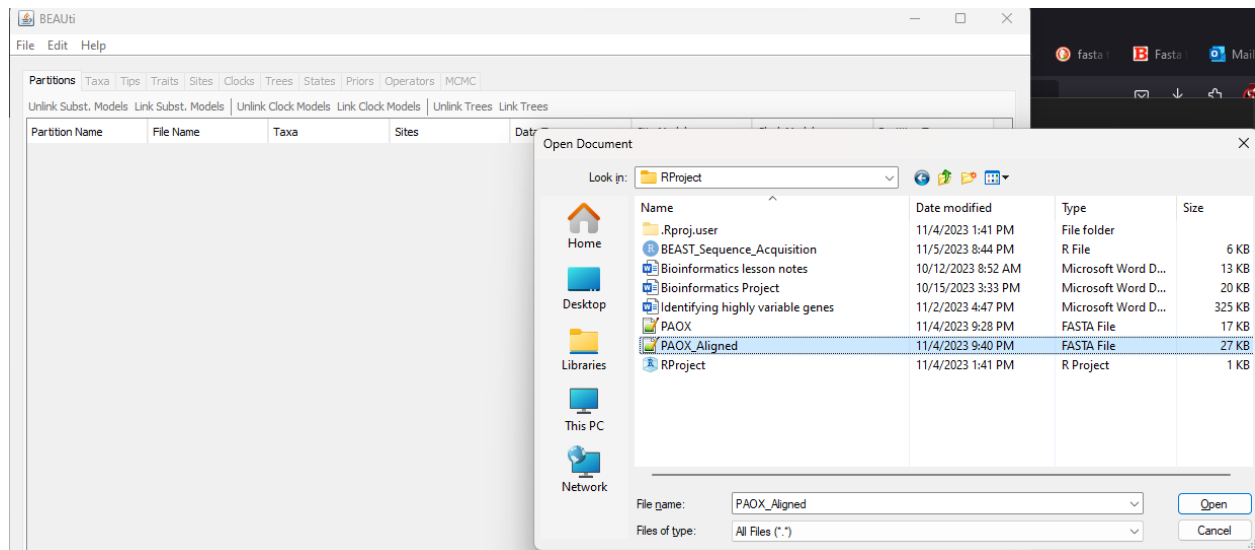 BEAUti
File Edit Help
fasta
Fasta
Mail
Partitions Taxa Tips Traits Sites Clocks Trees States Priors Operators MCMC
Unlink Subst. Models Link Subst. Models Unlink Clock Models Link Clock Models Unlink Trees Link Trees
Partition Name File Name Taxa Sites
Open Document
Look in: RProject
Name Date modified Type Size
.Rproj.user 11/4/2023 1:41 PM File folder
BEAST_Sequence_Acquisition 11/5/2023 8:44 PM R File 6 KB
Bioinformatics lesson notes 10/12/2023 8:52 AM Microsoft Word D... 13 KB
Bioinformatics Project 10/15/2023 3:33 PM Microsoft Word D... 20 KB
Identifying highly variable genes 11/2/2023 4:47 PM Microsoft Word D... 325 KB
PAOX 11/4/2023 9:28 PM FASTA File 17 KB
PAOX_Aligned 11/4/2023 9:40 PM FASTA File 27 KB
RProject 11/4/2023 1:41 PM R Project 1 KB
Home
Desktop
Libraries
This PC
Network
File name: PAOX_Aligned Open
Files of type: All Files (*.*) Cancel